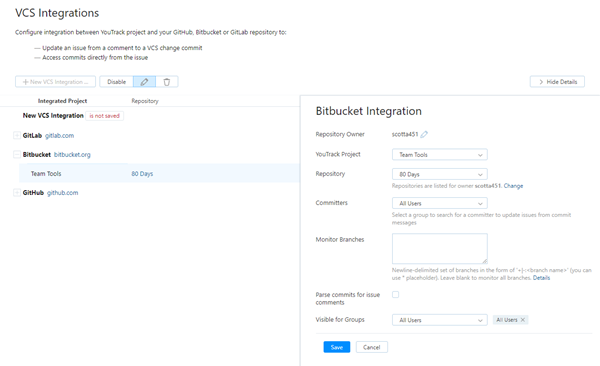 VCS Integrations
Configure integration between YouTrack project and your GitHub, Bitbucket or GitLab repository to:
— Update an issue from a comment to a VCS change commit
— Access commits directly from the issue
+ New VCS Integration ...
Disable
> Hide Details
Integrated Project Repository
New VCS Integration is not saved
GitLab gitlab.com
Bitbucket bitbucket.org
Team Tools 80 Days
GitHub github.com
Bitbucket Integration
Repository Owner scotta451
YouTrack Project Team Tools
Repository 80 Days
Repositories are listed for owner scotta451. Change
Committers All Users
Select a group to search for a committer to update issues from commit
messages
Monitor Branches
Newline-delimited set of branches in the form of '+|-:<branch name>' (you can
use * placeholder). Leave blank to monitor all branches. Details
Parse commits for issue
comments
Visible for Groups All Users All Users ×
Save Cancel